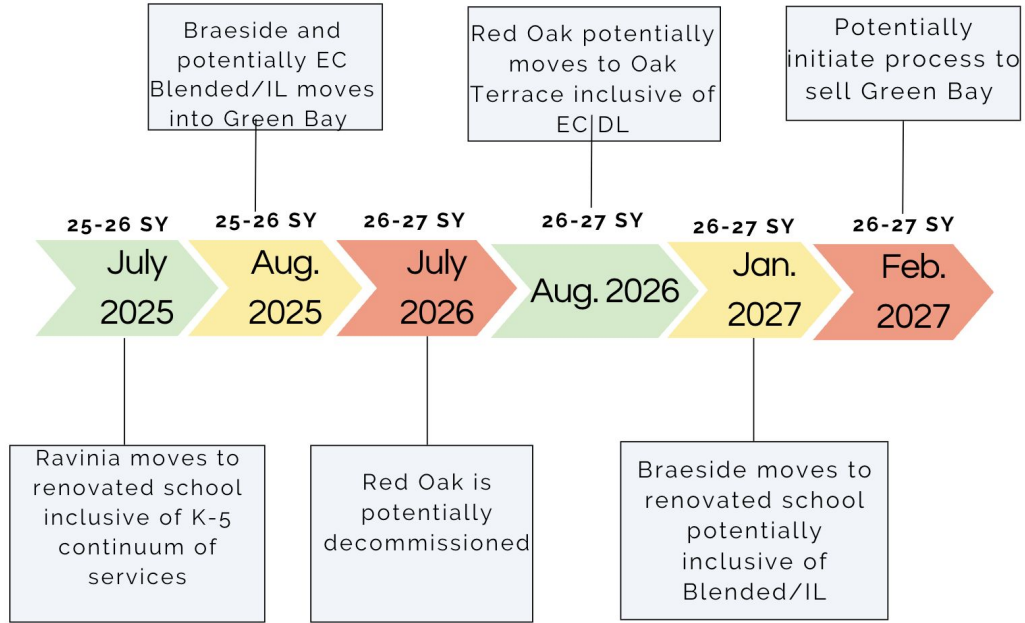 Braeside and
potentially EC
Blended/IL moves
into Green Bay
Red Oak potentially
moves to Oak
Terrace inclusive of
EC DL
Potentially
initiate process to
sell Green Bay
25-26 SY
25-26 SY
26-27 SY
26-27 SY
26-27 SY
26-27 SY
July
2025
Aug.
2025
July
2026
Aug. 2026
Jan.
2027
Feb.
2027
Ravinia moves to
renovated school
inclusive of K-5
continuum of
services
Red Oak is
potentially
decommissioned
Braeside moves to
renovated school
potentially
inclusive of
Blended/IL